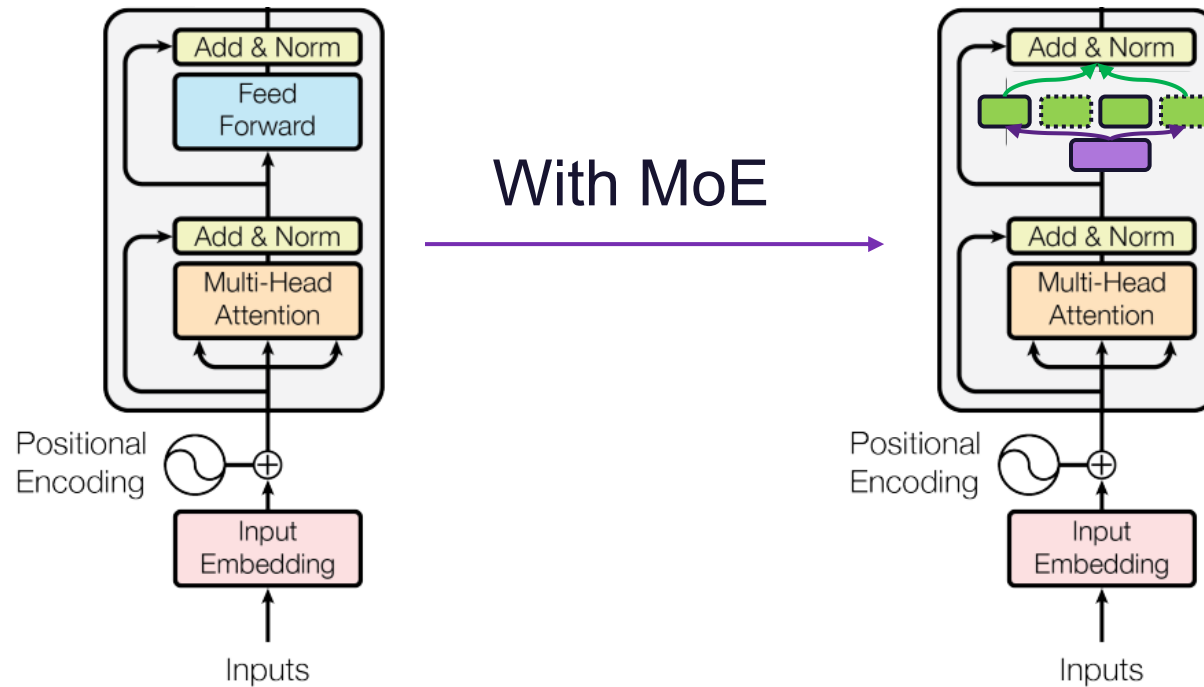 Add & Norm
Feed
Forward
Add & Norm
Multi-Head
Attention
Positional
Encoding
Input
Embedding
Inputs
With MoE
Add & Norm
Add & Norm
Multi-Head
Attention
Positional
Encoding
Input
Embedding
Inputs